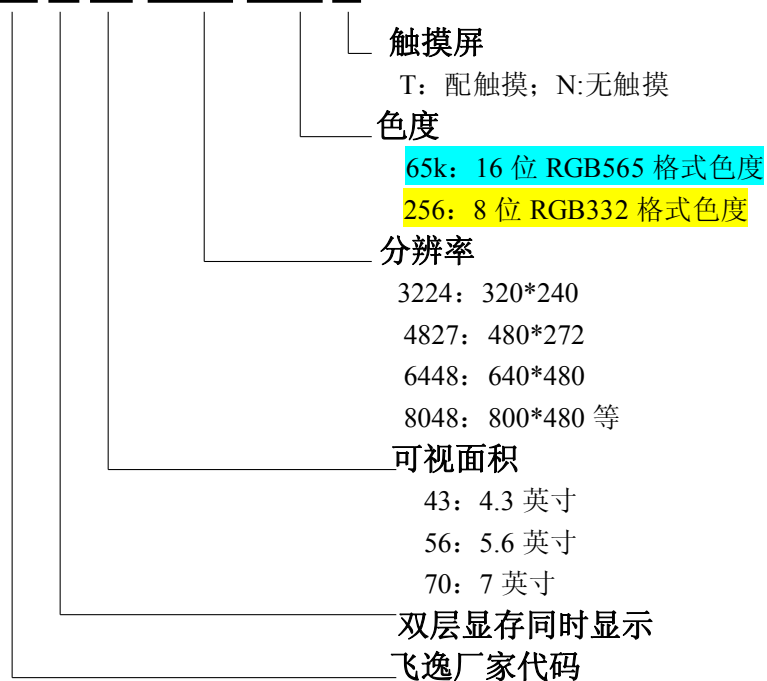 触摸屏
T：配触摸；N:无触摸
色度
65k：16 位 RGB565 格式色度
256：8 位 RGB332 格式色度
分辨率
3224：320*240
4827：480*272
6448：640*480
8048：800*480 等
可视面积
43：4.3 英寸
56：5.6 英寸
70：7 英寸
双层显存同时显示
飞逸厂家代码